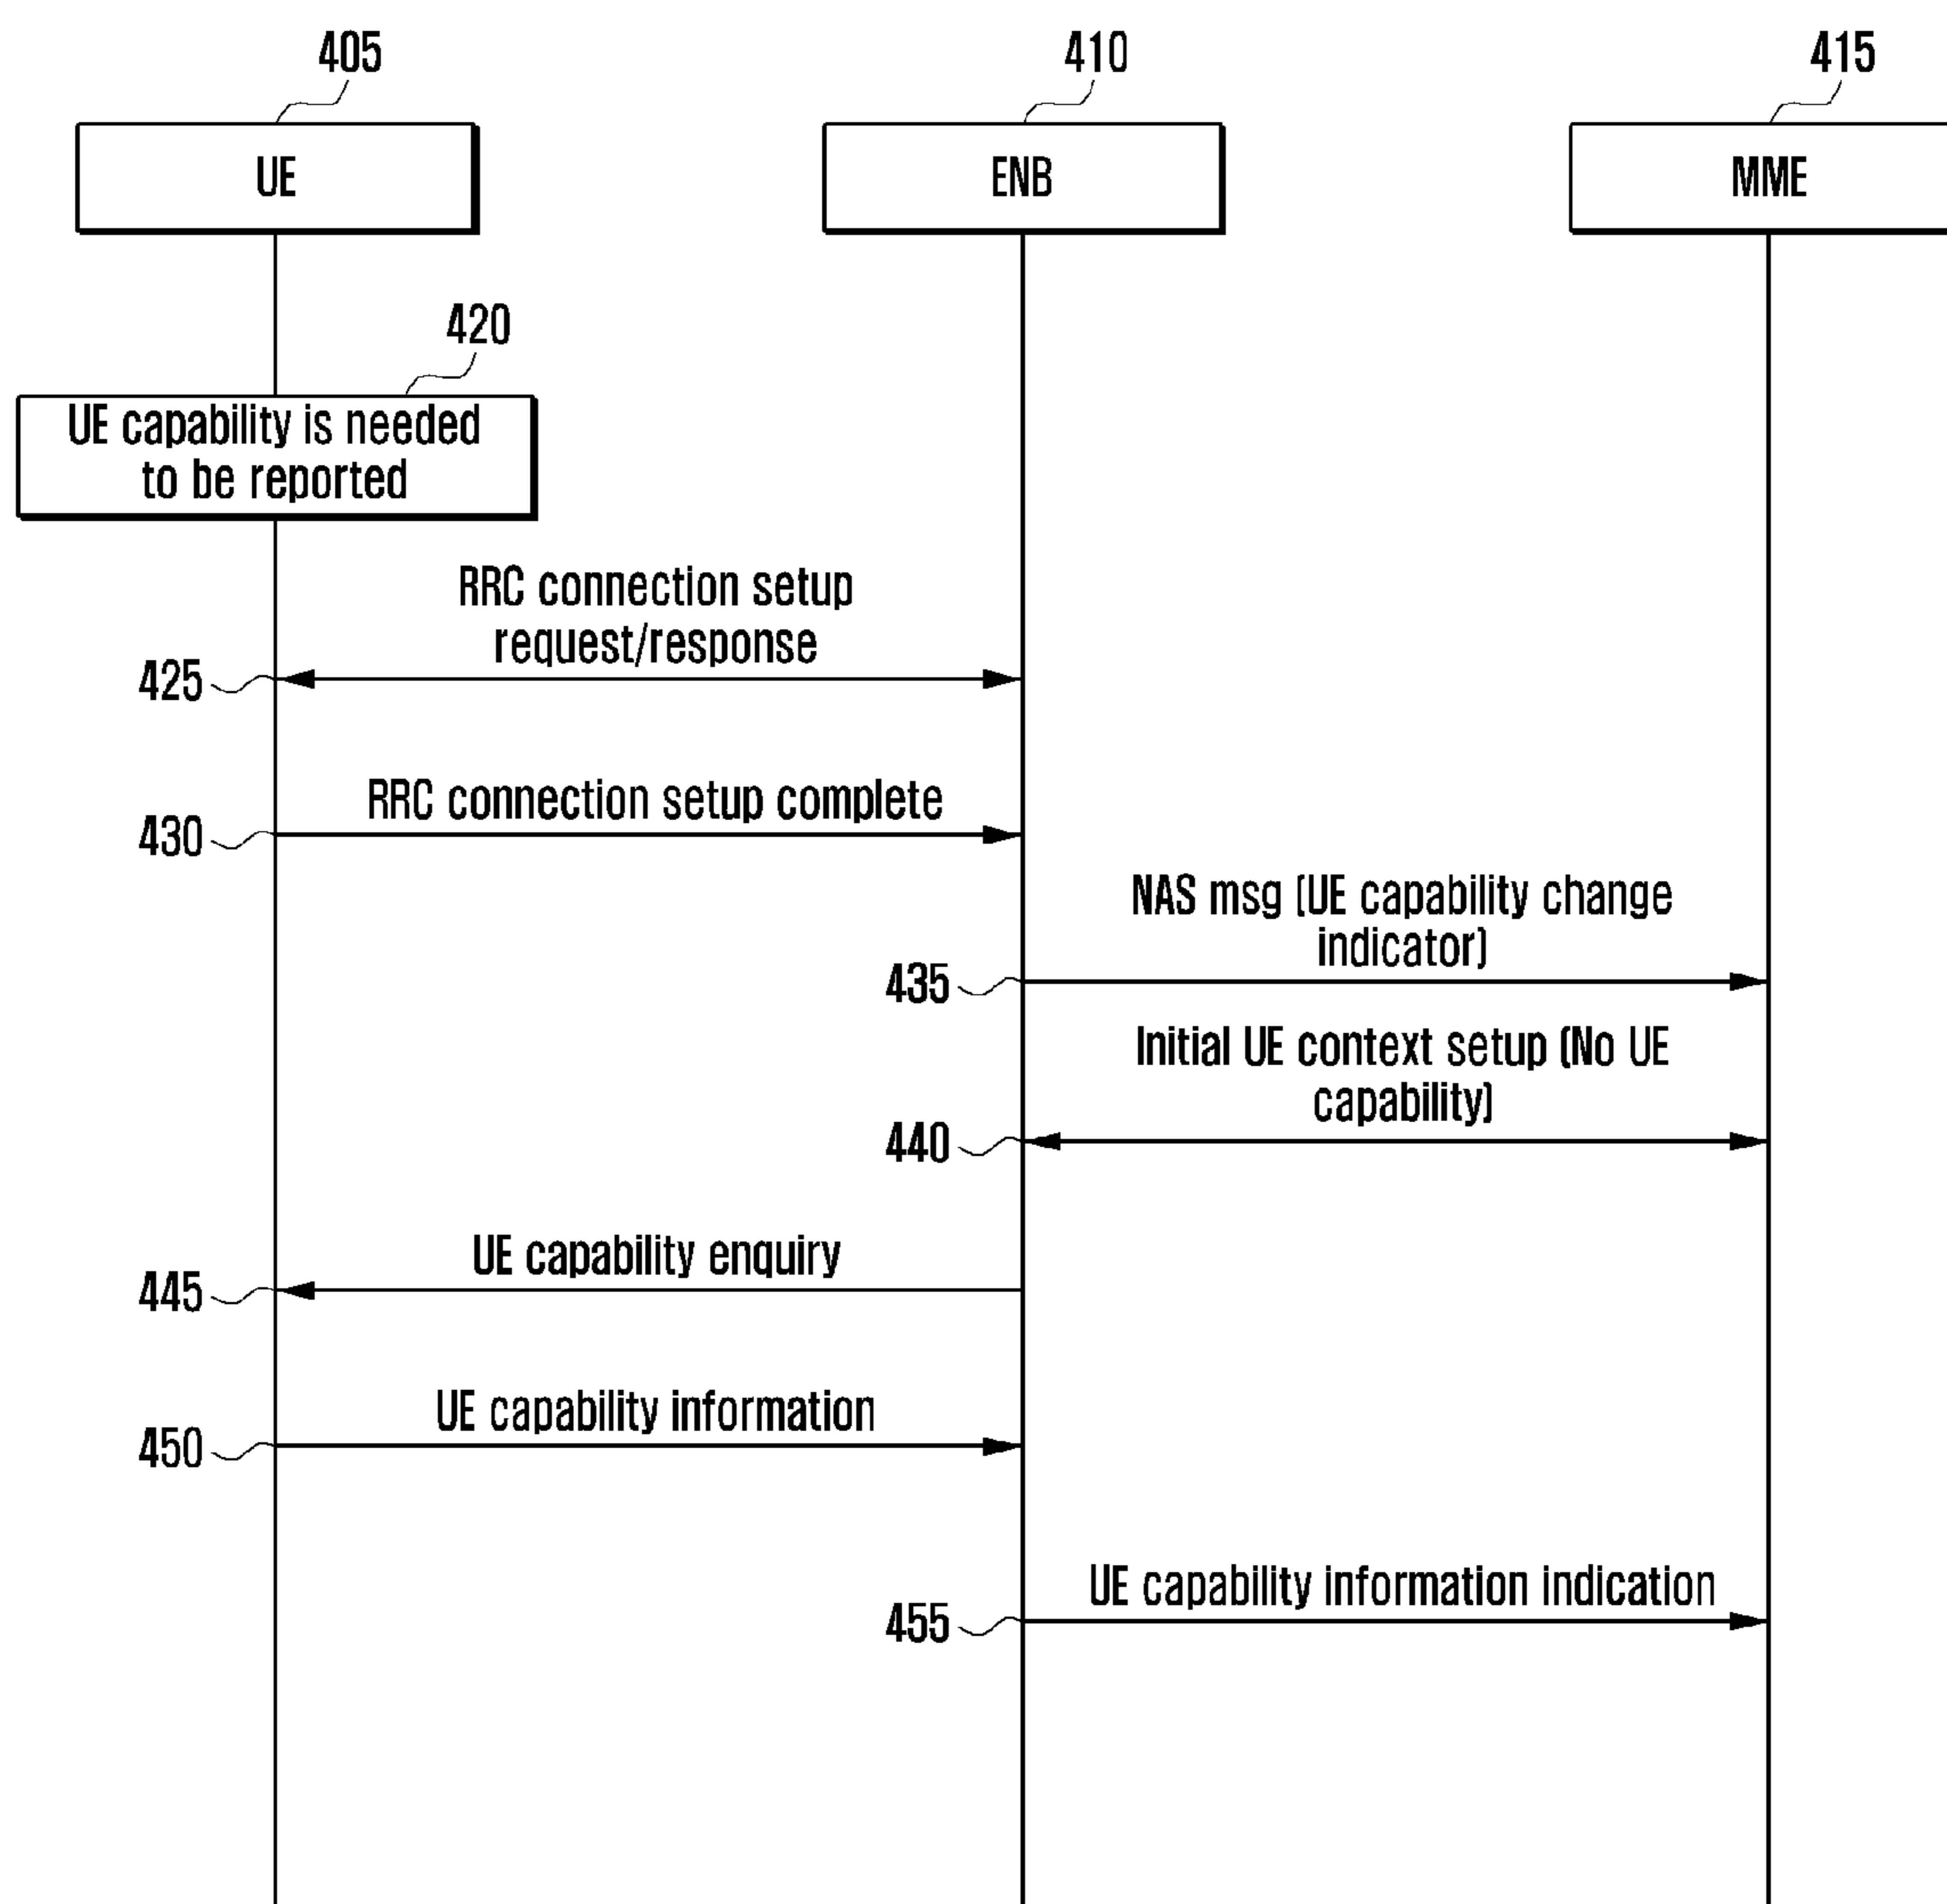 405
410
415
UE
ENB
MME
420
UE capability is needed
to be reported
RRC connection setup
request/response
425
RRC connection setup complete
430
NAS msg (UE capability change
indicator)
435
Initial UE context setup (No UE
capability)
440
UE capability enquiry
445
UE capability information
450
UE capability information indication
455